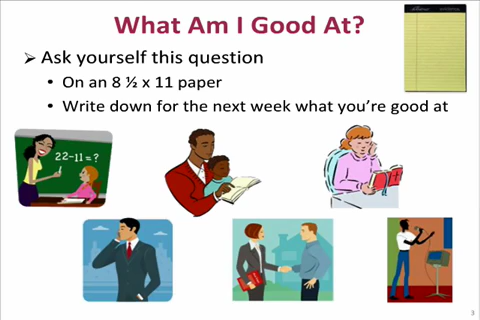 What Am I Good At?
➢ Ask yourself this question
• On an 8 ½ x 11 paper
• Write down for the next week what you're good at
22-11=?
3